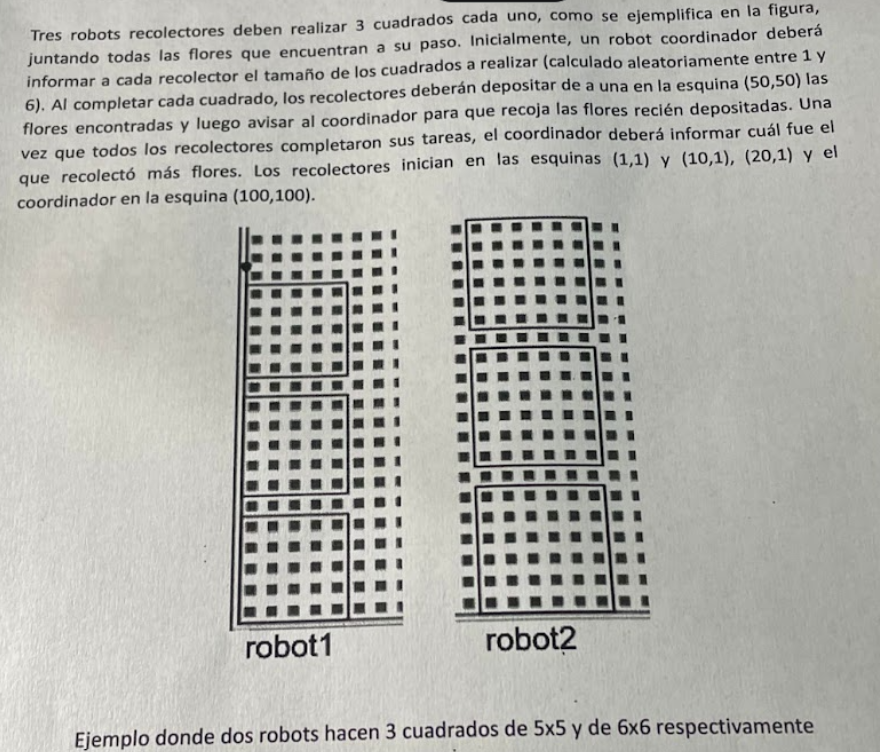 Tres robots recolectores deben realizar 3 cuadrados cada uno, como se ejemplifica en la figura,
juntando todas las flores que encuentran a su paso. Inicialmente, un robot coordinador deberá
informar a cada recolector el tamaño de los cuadrados a realizar (calculado aleatoriamente entre 1 y
6). Al completar cada cuadrado, los recolectores deberán depositar de a una en la esquina (50,50) las
flores encontradas y luego avisar al coordinador para que recoja las flores recién depositadas. Una
vez que todos los recolectores completaron sus tareas, el coordinador deberá informar cuál fue el
que recolectó más flores. Los recolectores inician en las esquinas (1,1) y (10,1), (20,1) y el
coordinador en la esquina (100,100).
robot1
robot2
Ejemplo donde dos robots hacen 3 cuadrados de 5x5 y de 6x6 respectivamente